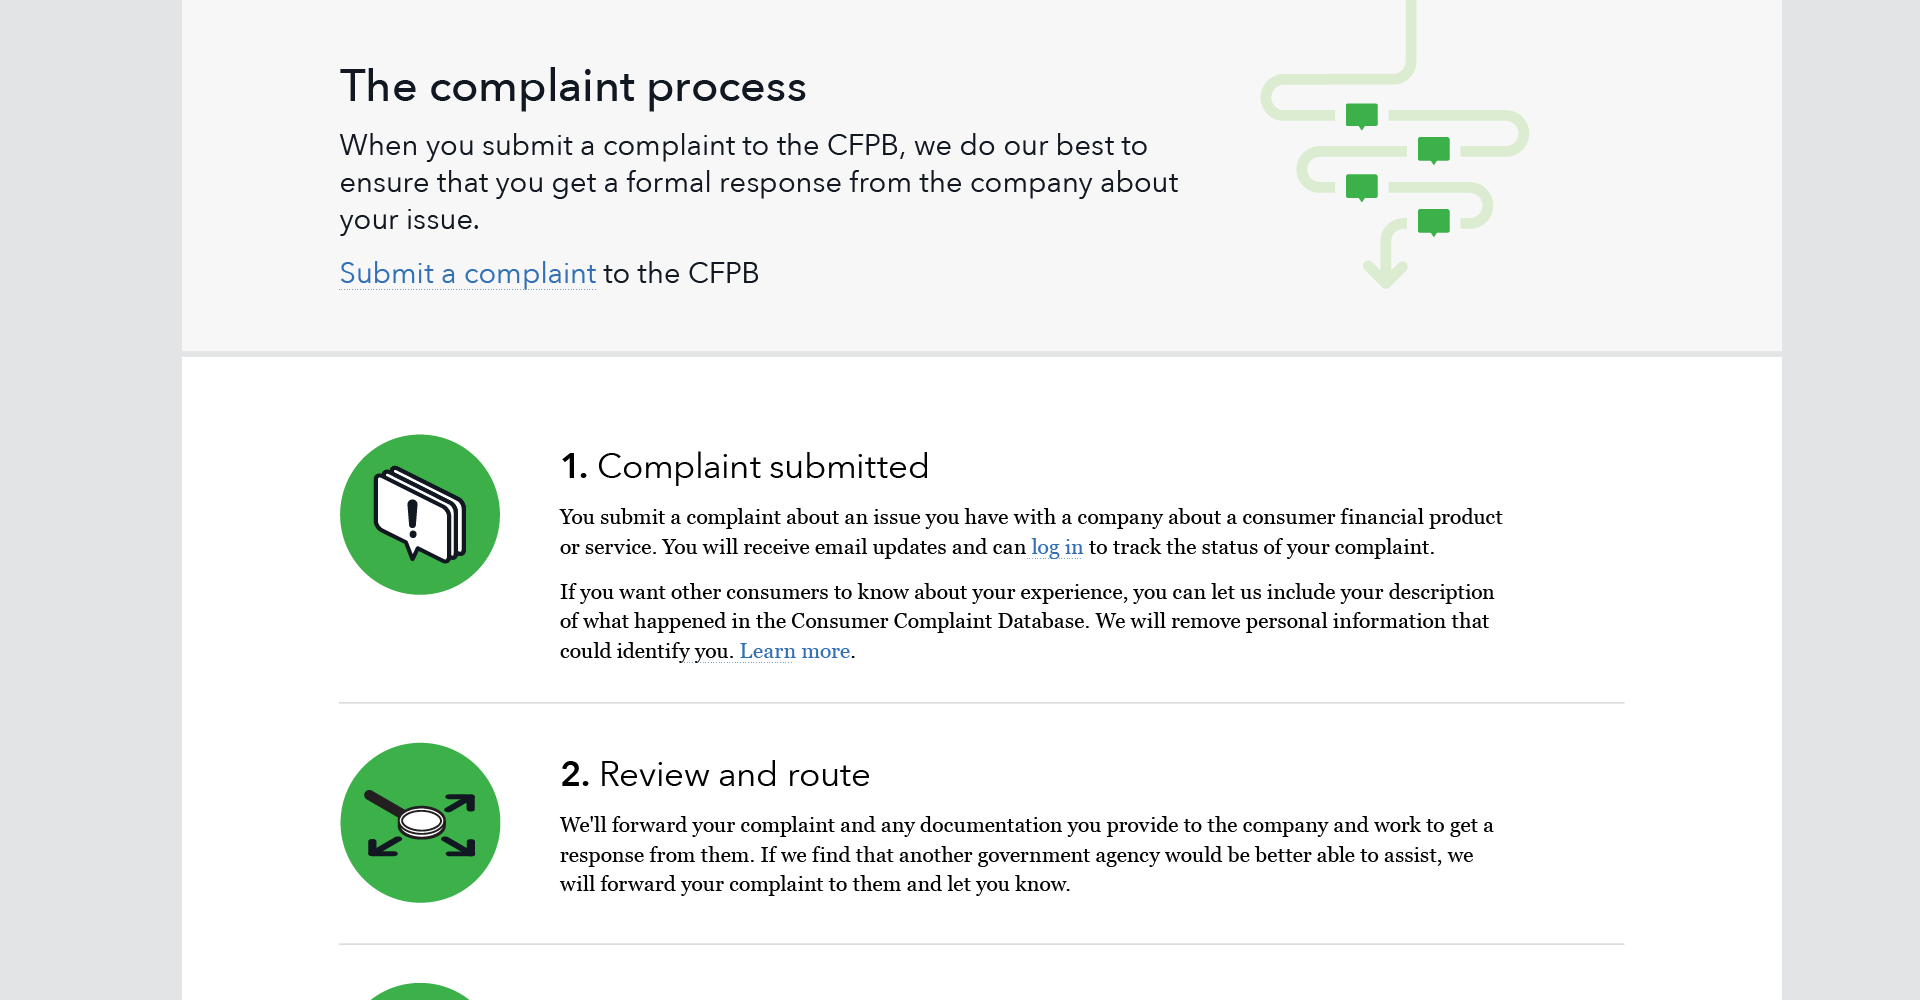 The complaint process
When you submit a complaint to the CFPB, we do our best to
ensure that you get a formal response from the company about
your issue.
Submit a complaint to the CFPB
1. Complaint submitted
You submit a complaint about an issue you have with a company about a consumer financial product
or service. You will receive email updates and can log in to track the status of your complaint.
If you want other consumers to know about your experience, you can let us include your description
of what happened in the Consumer Complaint Database. We will remove personal information that
could identify you. Learn more.
2. Review and route
We'll forward your complaint and any documentation you provide to the company and work to get a
response from them. If we find that another government agency would be better able to assist, we
will forward your complaint to them and let you know.